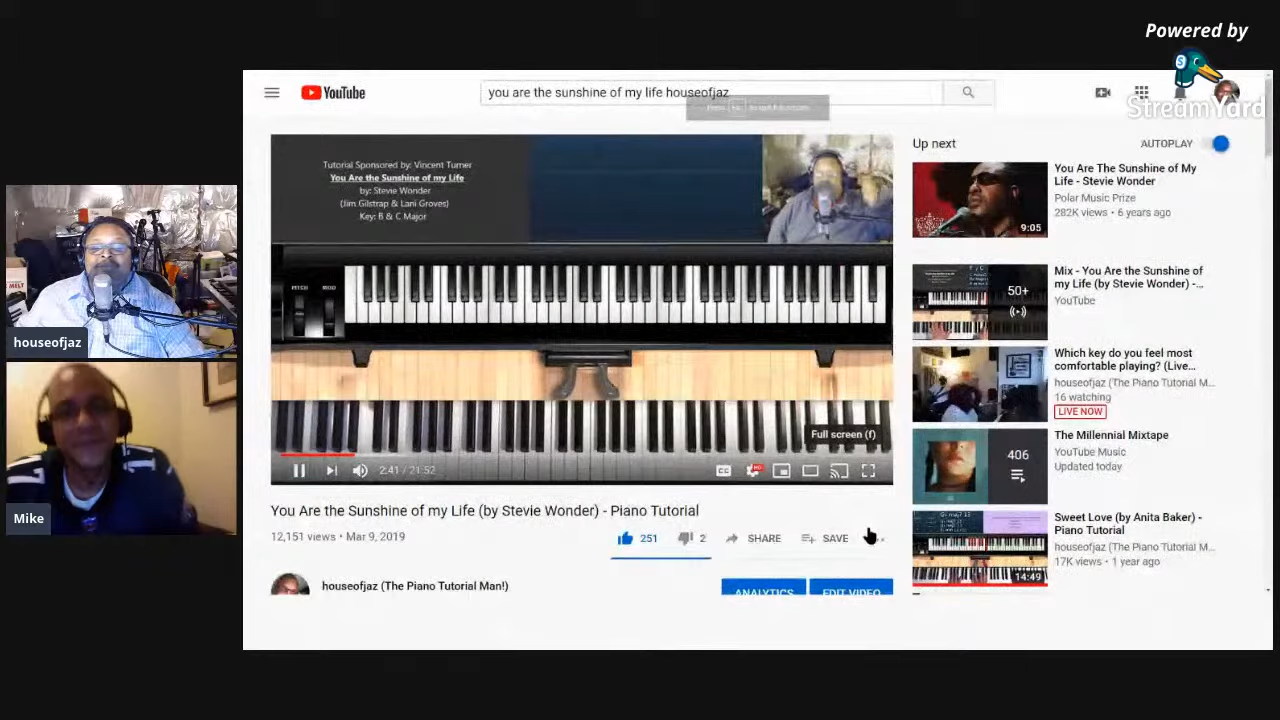 Powered by
StreamYard
YouTube
you are the sunshine of my life houseofjaz
Tutorial Sponsored by: Vincent Turner
You Are the Sunshine of my Life
by: Stevie Wonder
(Jim Gilstrap & Lani Groves)
Key: B & C Major
PITCH MOD
Full screen (f)
2:41 / 21:52
CC
HD
You Are the Sunshine of my Life (by Stevie Wonder) - Piano Tutorial
12,151 views • Mar 9, 2019
251
2
SHARE
SAVE
houseofjaz (The Piano Tutorial Man!)
ANALYTICS
EDIT VIDEO
Up next
AUTOPLAY
You Are The Sunshine of My
Life - Stevie Wonder
Polar Music Prize
282K views • 6 years ago
9:05
Mix - You Are the Sunshine of
my Life (by Stevie Wonder) -...
YouTube
50+
Which key do you feel most
comfortable playing? (Live...
houseofjaz (The Piano Tutorial M...
16 watching
LIVE NOW
The Millennial Mixtape
YouTube Music
Updated today
406
Sweet Love (by Anita Baker) -
Piano Tutorial
houseofjaz (The Piano Tutorial M...
17K views • 1 year ago
14:49
houseofjaz
Mike